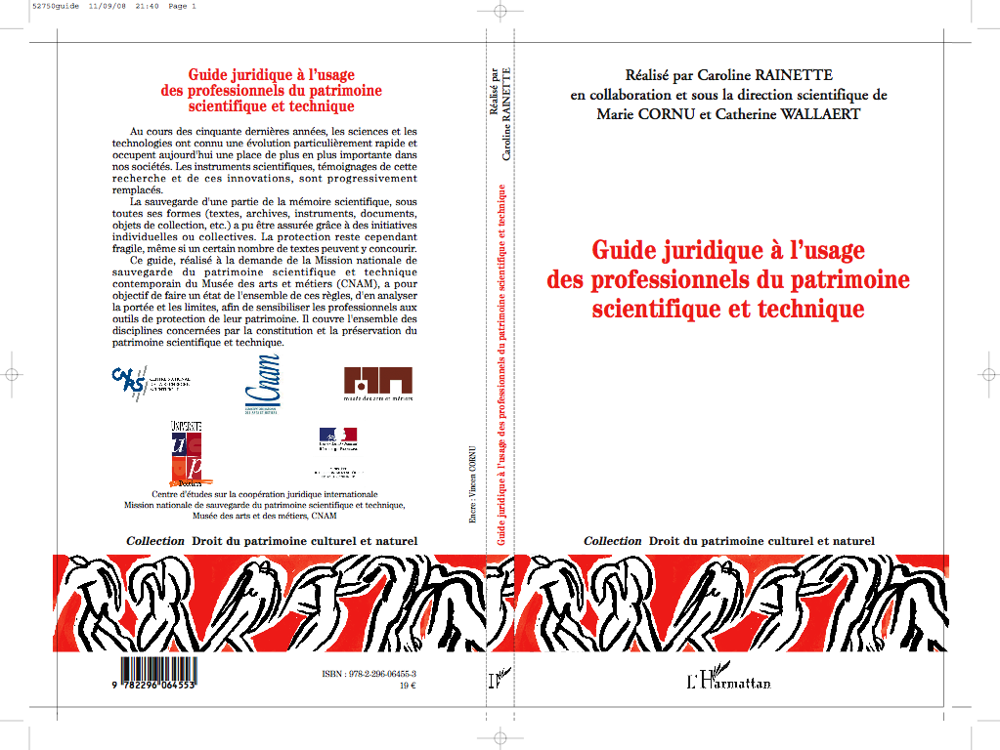 52750guide 11/09/08 21:40 Page 1
Guide juridique à l'usage
des professionnels du patrimoine
scientifique et technique
Au cours des cinquante dernières années, les sciences et les
technologies ont connu une évolution particulièrement rapide et
occupent aujourd'hui une place de plus en plus importante dans
nos sociétés. Les instruments scientifiques, témoignages de cette
recherche et de ces innovations, sont progressivement
remplacés.
La sauvegarde d'une partie de la mémoire scientifique, sous
toutes ses formes (textes, archives, instruments, documents,
objets de collection, etc.) a pu être assurée grâce à des initiatives
individuelles ou collectives. La protection reste cependant
fragile, même si un certain nombre de textes peuvent y concourir.
Ce guide, réalisé à la demande de la Mission nationale de
sauvegarde du patrimoine scientifique et technique
contemporain du Musée des arts et métiers (CNAM), a pour
objectif de faire un état de l'ensemble de ces règles, d'en analyser
la portée et les limites, afin de sensibiliser les professionnels aux
outils de protection de leur patrimoine. Il couvre l'ensemble des
disciplines concernées par la constitution et la préservation du
patrimoine scientifique et technique.
CNRS
CENTRE NATIONAL
DE LA RECHERCHE
SCIENTIFIQUE
Cnam
musée des arts et métiers
UNIVERSITE
Poitiers
Centre d'études sur la coopération juridique internationale
Mission nationale de sauvegarde du patrimoine scientifique et technique,
Musée des arts et des métiers, CNAM
Collection Droit du patrimoine culturel et naturel
9 782296 064553
ISBN : 978-2-296-06455-3
19 €
Encre : Vincen CORNU
Réalisé par
Caroline RAINETTE
Guide juridique à l'usage des professionnels du patrimoine scientifique et technique
Réalisé par Caroline RAINETTE
en collaboration et sous la direction scientifique de
Marie CORNU et Catherine WALLAERT
Guide juridique à l'usage
des professionnels du patrimoine
scientifique et technique
Collection Droit du patrimoine culturel et naturel
L'Harmattan